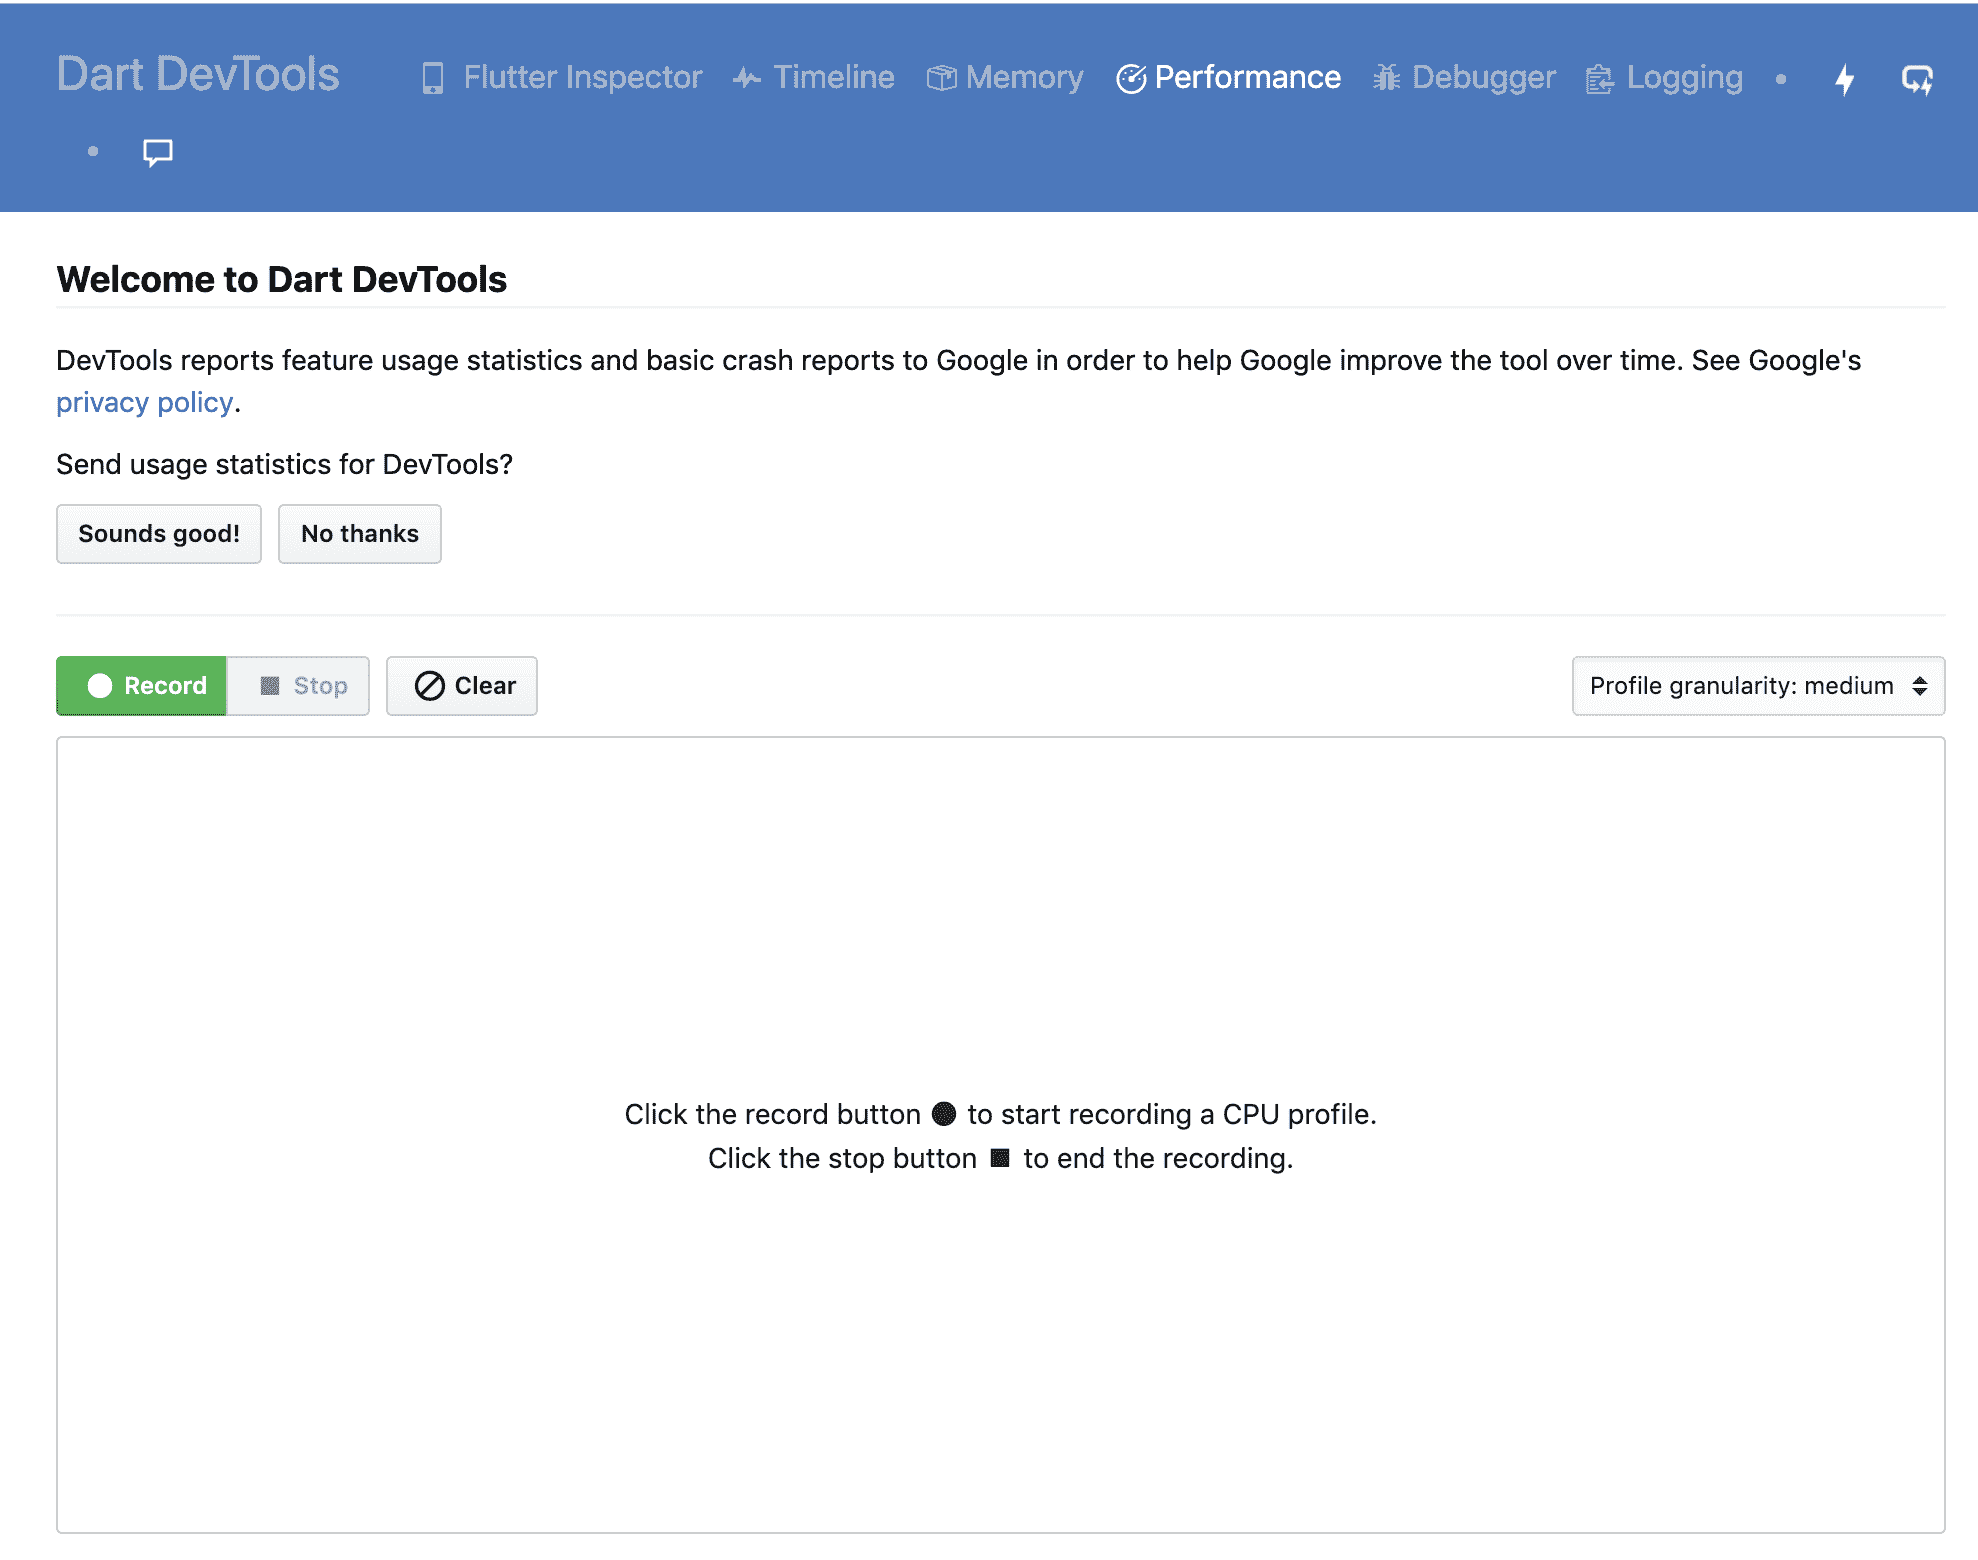 Dart DevTools Flutter Inspector Timeline Memory Performance Debugger Logging
Welcome to Dart DevTools
DevTools reports feature usage statistics and basic crash reports to Google in order to help Google improve the tool over time. See Google's
privacy policy.
Send usage statistics for DevTools?
Sounds good! No thanks
Record Stop Clear Profile granularity: medium
Click the record button to start recording a CPU profile.
Click the stop button to end the recording.